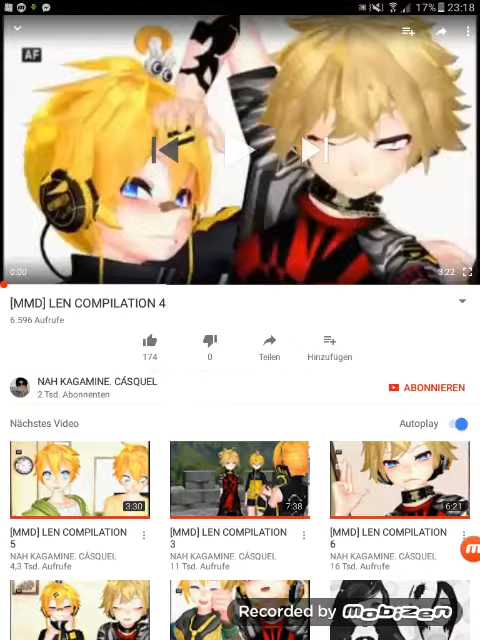 17% 23:18
AF
0:00
3:22
[MMD] LEN COMPILATION 4
6.596 Aufrufe
174
0
Teilen
Hinzufügen
NAH KAGAMINE. CÁSQUEL
2 Tsd. Abonnenten
ABONNIEREN
Nächstes Video
Autoplay
3:30
7:38
6:21
[MMD] LEN COMPILATION
5
NAH KAGAMINE. CÁSQUEL
4,3 Tsd. Aufrufe
[MMD] LEN COMPILATION
3
NAH KAGAMINE. CÁSQUEL
11 Tsd. Aufrufe
[MMD] LEN COMPILATION
6
NAH KAGAMINE. CÁSQUEL
16 Tsd. Aufrufe
Recorded by MOBIZEN